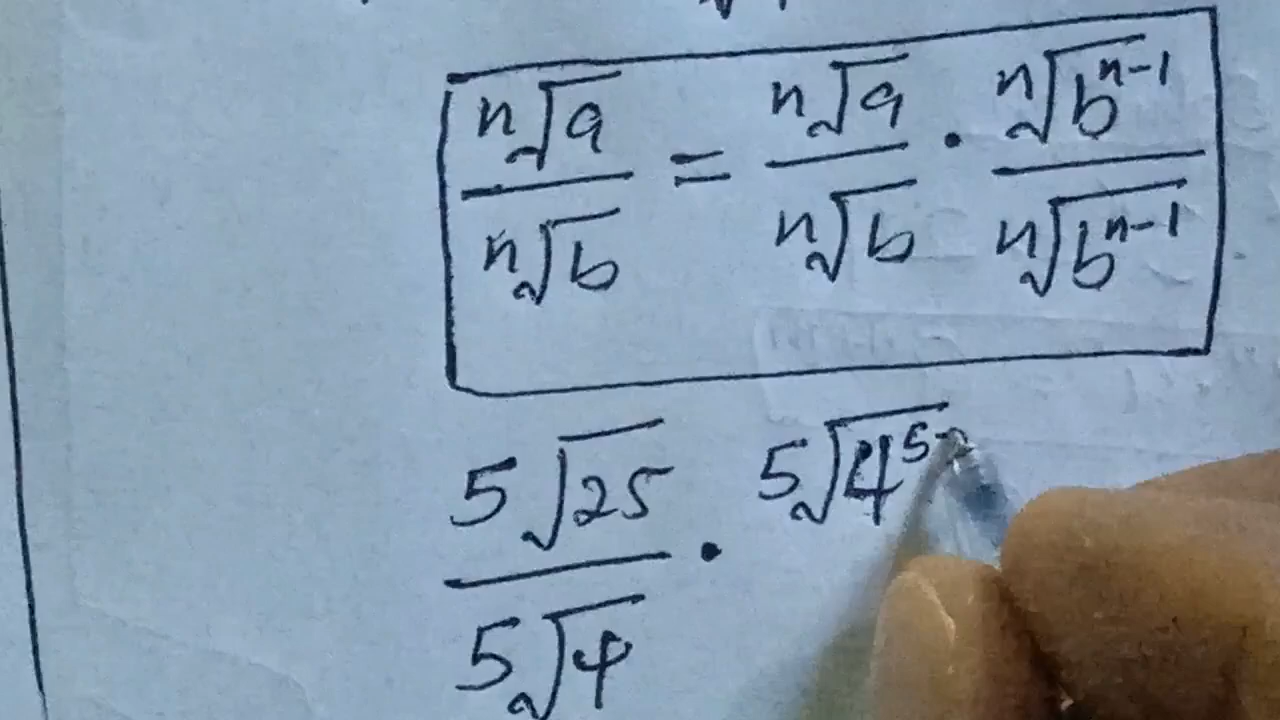 ⁿ√a / ⁿ√b = ⁿ√a / ⁿ√b · ⁿ√bⁿ⁻¹ / ⁿ√bⁿ⁻¹
5√25 / 5√4 · 5√4⁵⁻